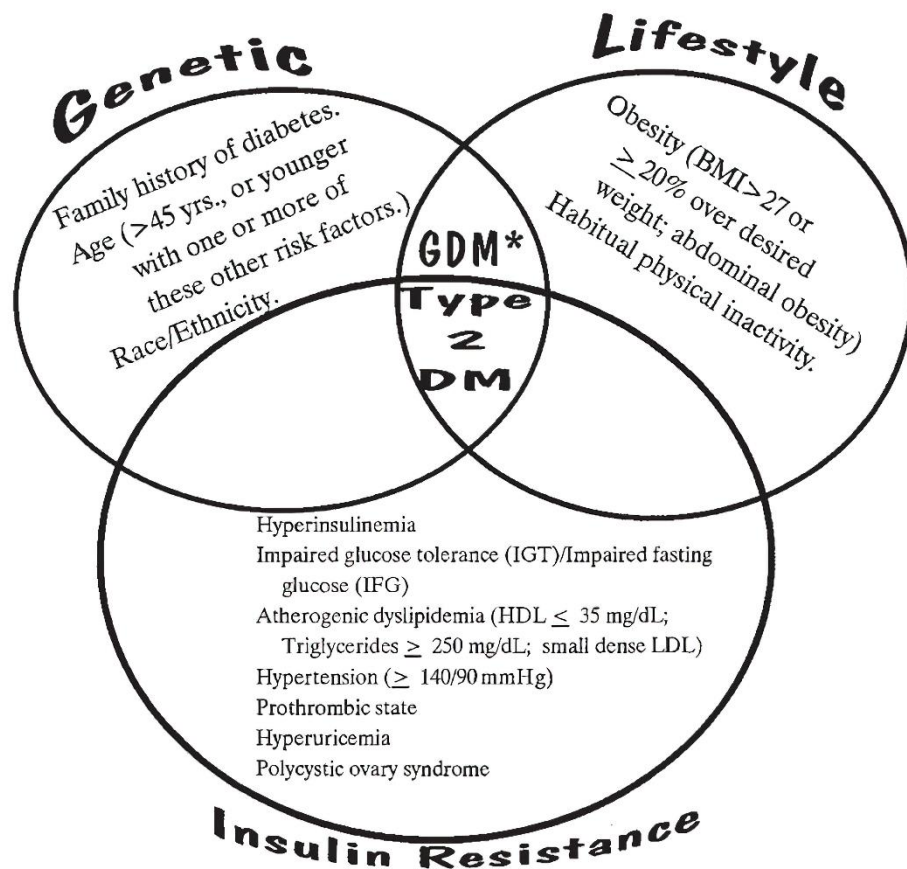 Genetic
Lifestyle
Family history of diabetes.
Age (>45 yrs., or younger
with one or more of
these other risk factors.)
Race/Ethnicity.
Obesity (BMI>27 or
≥20% over desired
weight; abdominal obesity)
Habitual physical inactivity.
GDM*
Type
2
DM
Hyperinsulinemia
Impaired glucose tolerance (IGT)/Impaired fasting
glucose (IFG)
Atherogenic dyslipidemia (HDL ≤ 35 mg/dL;
Triglycerides ≥ 250 mg/dL; small dense LDL)
Hypertension (≥ 140/90 mmHg)
Prothrombic state
Hyperuricemia
Polycystic ovary syndrome
Insulin Resistance